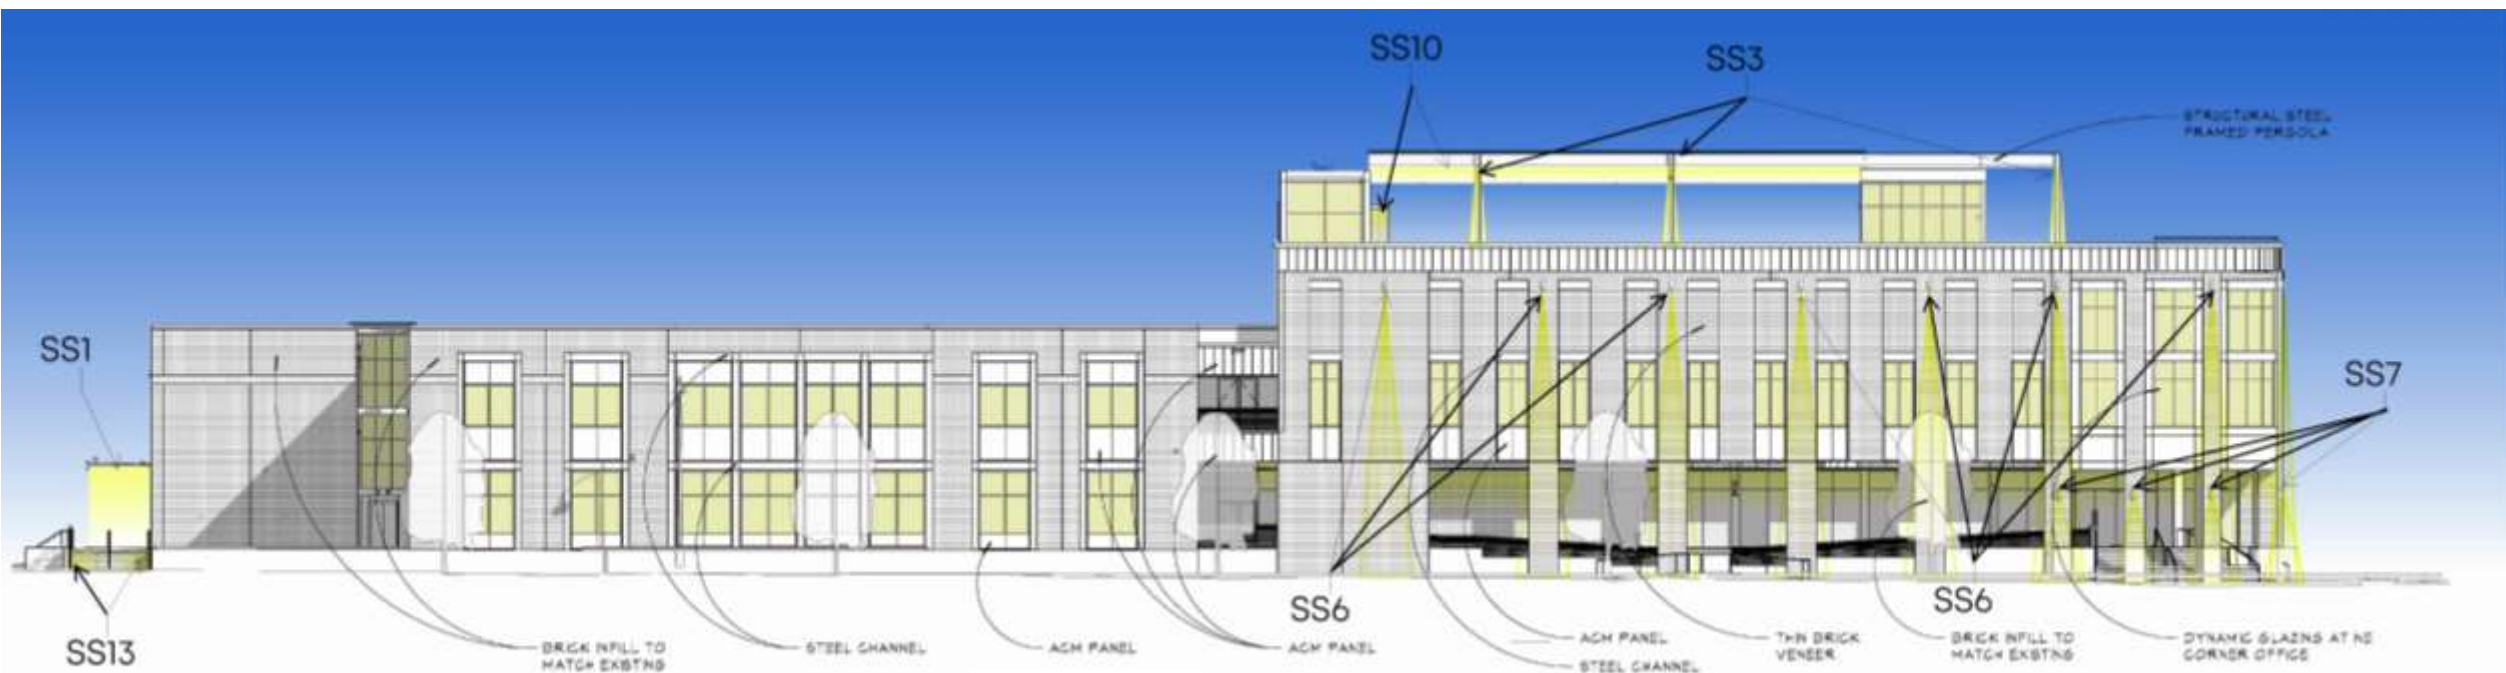 SS10
SS3
STRUCTURAL STEEL
FRAMED PERGOLA
SS1
SS7
SS13
SS6
SS6
BRICK INFILL TO
MATCH EXISTING
STEEL CHANNEL
ACM PANEL
ACM PANEL
ACM PANEL
STEEL CHANNEL
THIN BRICK
VENEER
BRICK INFILL TO
MATCH EXISTING
DYNAMIC GLAZING AT NE
CORNER OFFICE